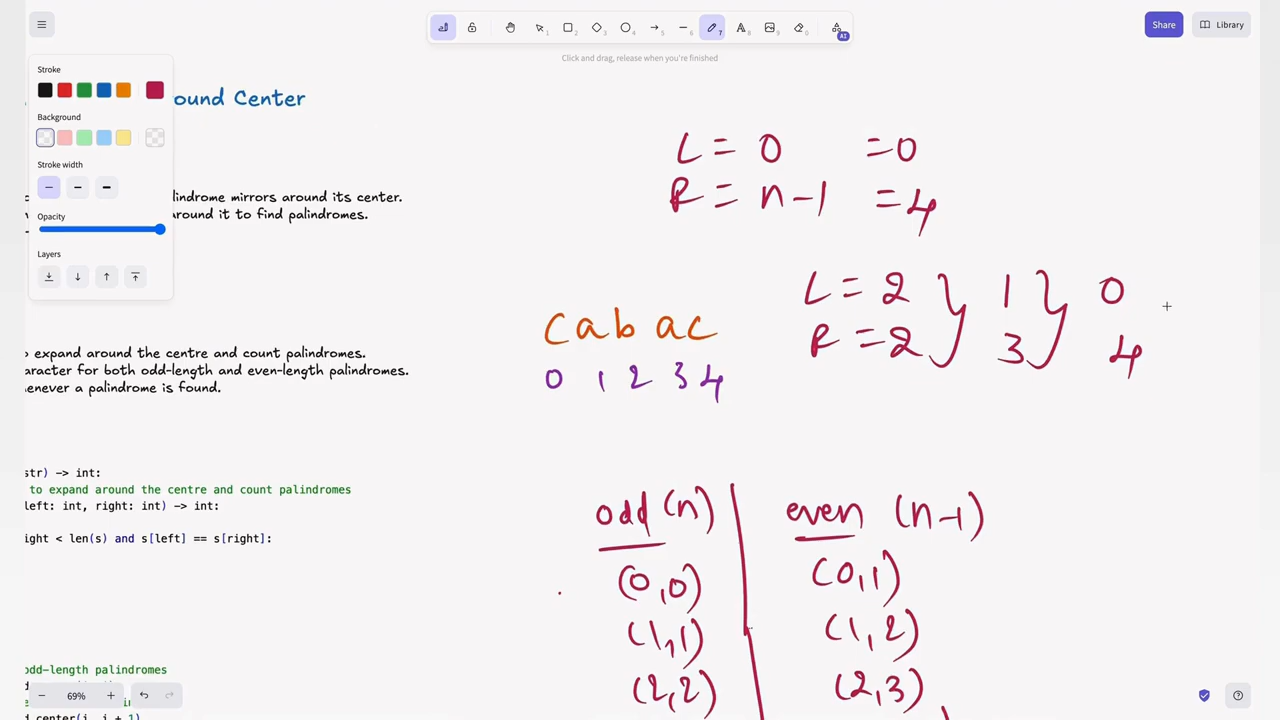 Share
Library
Click and drag, release when you're finished
Stroke
Background
Stroke width
Opacity
Layers
ound Center
lindrome mirrors around its center.
around it to find palindromes.
o expand around the centre and count palindromes.
aracter for both odd-length and even-length palindromes.
enever a palindrome is found.
str) -> int:
to expand around the centre and count palindromes
left: int, right: int) -> int:
ight < len(s) and s[left] == s[right]:
odd-length palindromes
center(i, i + 1)
69%
L = 0 = 0
R = n-1 = 4
L = 2 } 1 } 0
R = 2 3 4
cabac
0 1 2 3 4
odd (n) even (n-1)
(0,0) (0,1)
(1,1) (1,2)
(2,2) (2,3)